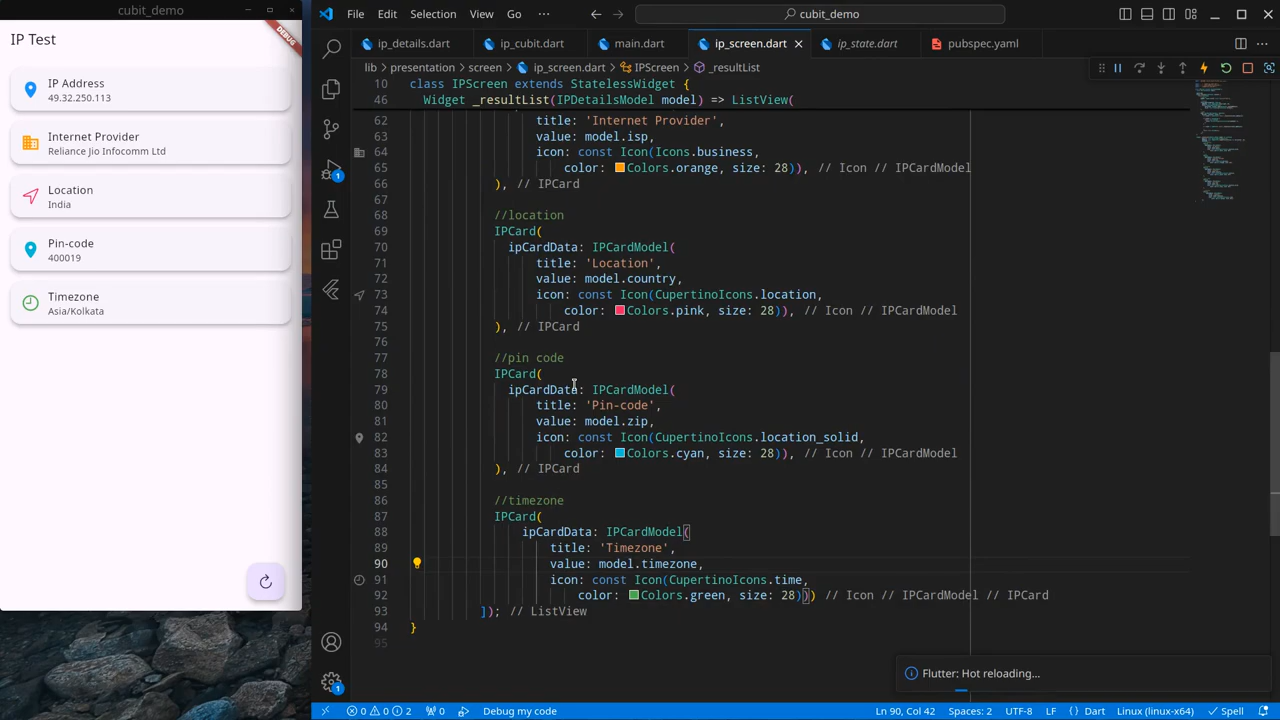 cubit_demo
IP Test
DEBUG
IP Address
49.32.250.113
Internet Provider
Reliance Jio Infocomm Ltd
Location
India
Pin-code
400019
Timezone
Asia/Kolkata
File Edit Selection View Go ··· cubit_demo
ip_details.dart ip_cubit.dart main.dart ip_screen.dart ip_state.dart pubspec.yaml
lib > presentation > screen > ip_screen.dart > IPScreen > _resultList
10 class IPScreen extends StatelessWidget {
46 Widget _resultList(IPDetailsModel model) => ListView(
62 title: 'Internet Provider',
63 value: model.isp,
64 icon: const Icon(Icons.business,
65 color: Colors.orange, size: 28)), // Icon // IPCardModel
66 ), // IPCard
67
68 //location
69 IPCard(
70 ipCardData: IPCardModel(
71 title: 'Location',
72 value: model.country,
73 icon: const Icon(CupertinoIcons.location,
74 color: Colors.pink, size: 28)), // Icon // IPCardModel
75 ), // IPCard
76
77 //pin code
78 IPCard(
79 ipCardData: IPCardModel(
80 title: 'Pin-code',
81 value: model.zip,
82 icon: const Icon(CupertinoIcons.location_solid,
83 color: Colors.cyan, size: 28)), // Icon // IPCardModel
84 ), // IPCard
85
86 //timezone
87 IPCard(
88 ipCardData: IPCardModel(
89 title: 'Timezone',
90 value: model.timezone,
91 icon: const Icon(CupertinoIcons.time,
92 color: Colors.green, size: 28))) // Icon // IPCardModel // IPCard
93 ]); // ListView
94 }
95
Flutter: Hot reloading...
1
1
0 0 2 0 Debug my code Ln 90, Col 42 Spaces: 2 UTF-8 LF {} Dart Linux (linux-x64) Spell